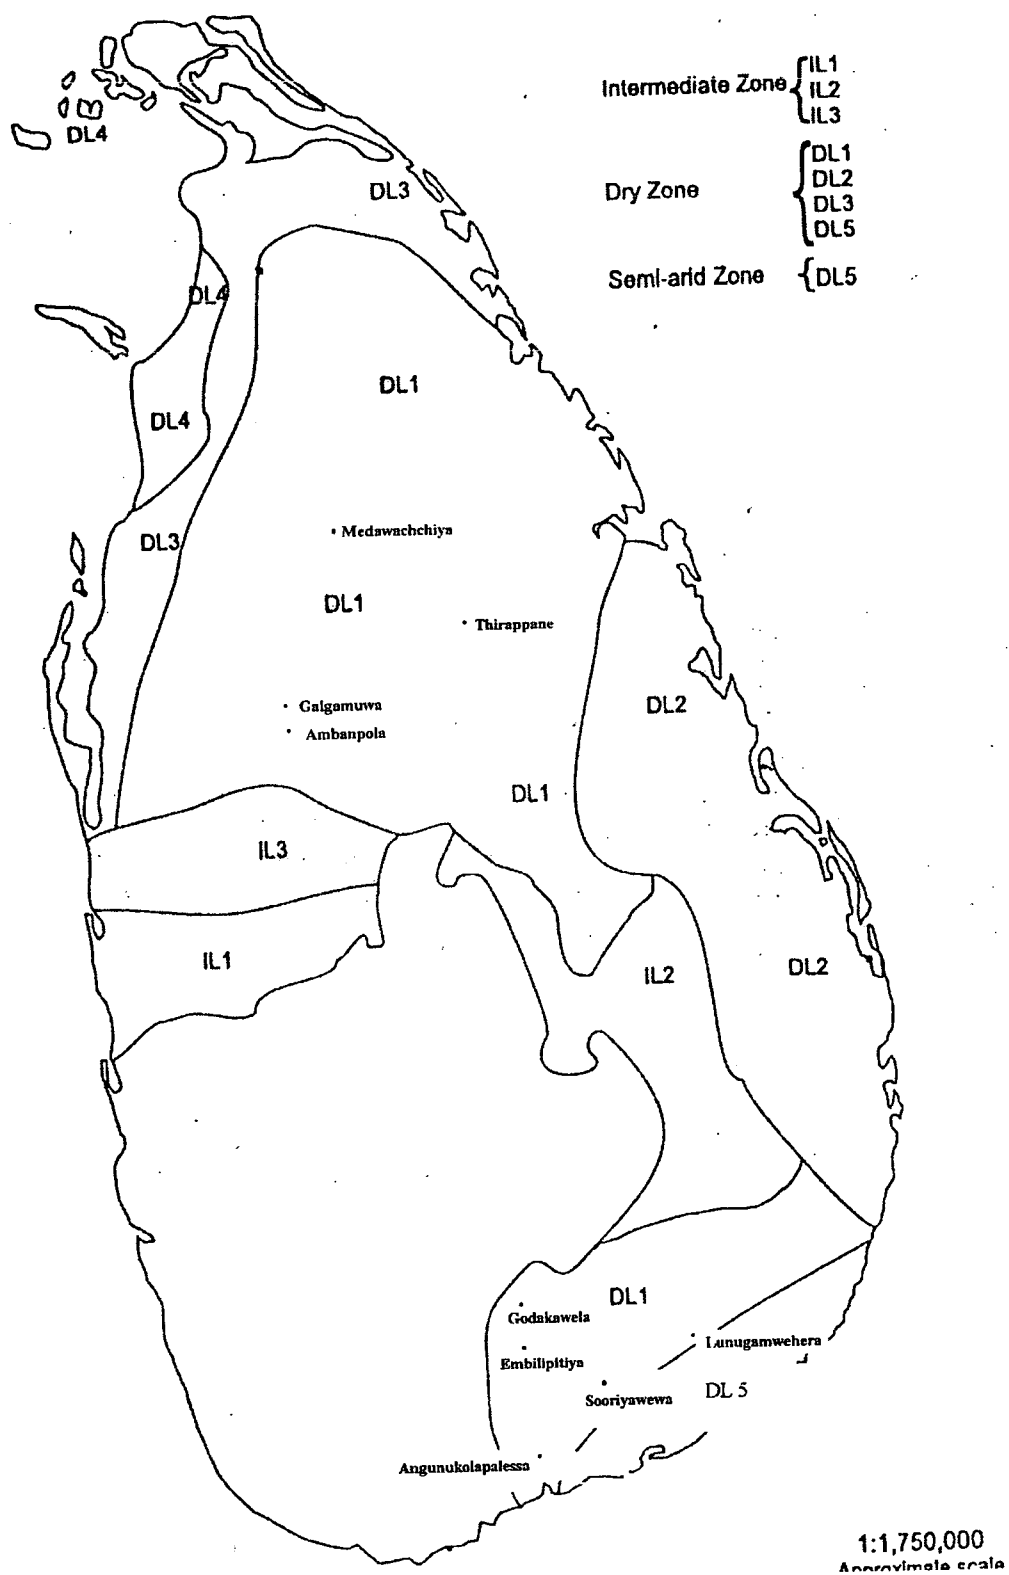 Intermediate Zone
IL1
IL2
IL3
DL4
DL1
DL2
DL3
DL5
Dry Zone
DL3
Semi-arid Zone
DL5
DL4
DL1
DL4
Medawachchiya
DL3
DL1
Thirappane
Galgamuwa
DL2
Ambanpola
DL1
IL3
IL1
IL2
DL2
DL1
Godakawela
Lunugamwehera
Embilipitiya
Sooriyawewa
DL 5
Angunukolapalessa
1:1,750,000
Approximate scale